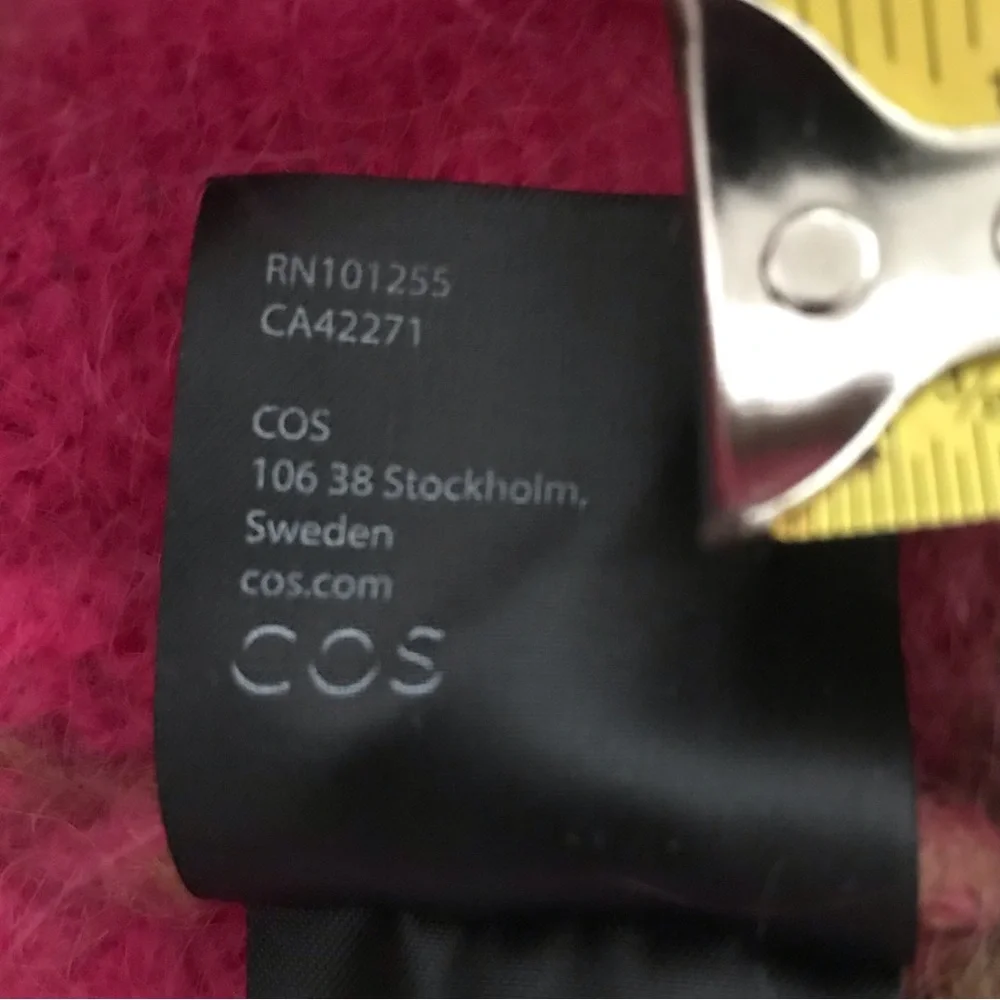 RN101255
CA42271
COS
106 38 Stockholm,
Sweden
cos.com
COS